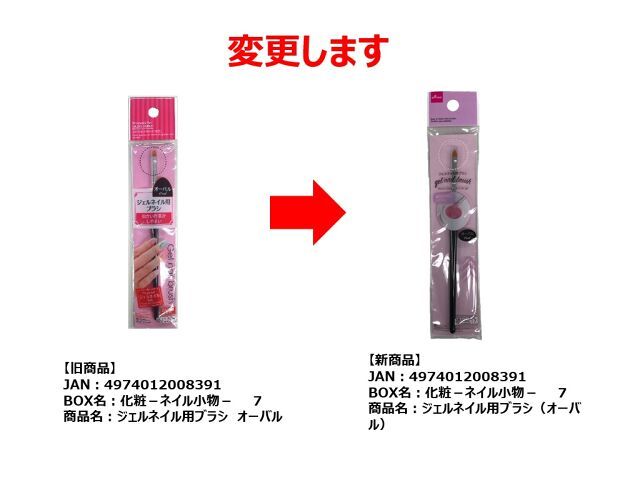 変更します
オーバル
ジェルネイル用
ブラシ
gel nail brush
【旧商品】
JAN:4974012008391
BOX名:化粧－ネイル小物－　7
商品名:ジェルネイル用ブラシ オーバル
【新商品】
JAN:4974012008391
BOX名:化粧－ネイル小物－　7
商品名:ジェルネイル用ブラシ（オーバ
ル）